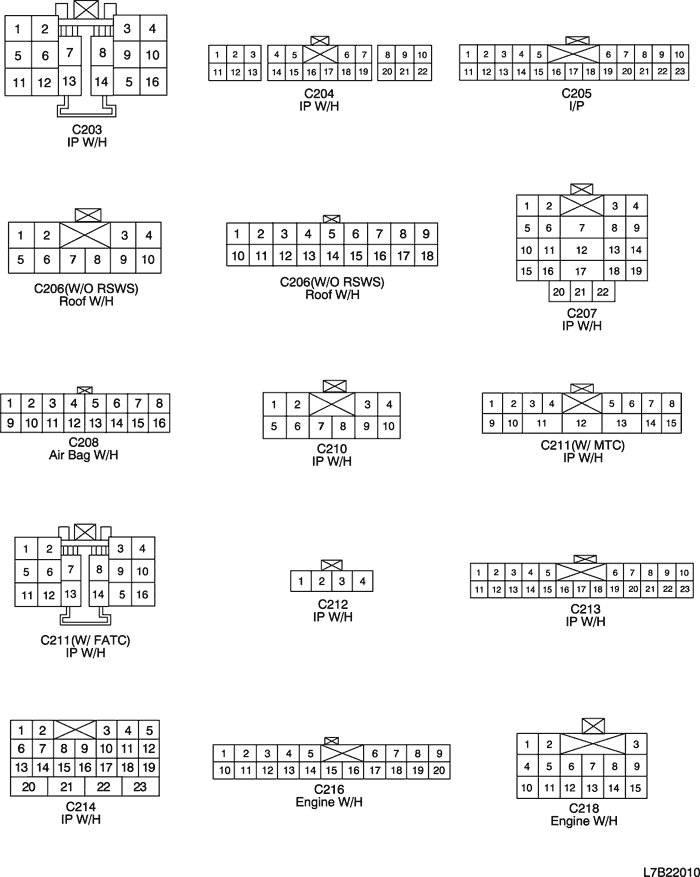 1 2 3 4
5 6 7 8 9 10
11 12 13 14 5 16
C203
IP W/H
1 2 3 4 5 6 7 8 9 10
11 12 13 14 15 16 17 18 19 20 21 22
C204
IP W/H
1 2 3 4 5 6 7 8 9 10
11 12 13 14 15 16 17 18 19 20 21 22 23
C205
I/P
1 2 3 4
5 6 7 8 9 10
C206(W/O RSWS)
Roof W/H
1 2 3 4 5 6 7 8 9
10 11 12 13 14 15 16 17 18
C206(W/O RSWS)
Roof W/H
1 2 3 4
5 6 7 8 9
10 11 12 13 14
15 16 17 18 19
20 21 22
C207
IP W/H
1 2 3 4 5 6 7 8
9 10 11 12 13 14 15 16
C208
Air Bag W/H
1 2 3 4
5 6 7 8 9 10
C210
IP W/H
1 2 3 4 5 6 7 8
9 10 11 12 13 14 15
C211(W/ MTC)
IP W/H
1 2 3 4
5 6 7 8 9 10
11 12 13 14 5 16
C211(W/ FATC)
IP W/H
1 2 3 4
C212
IP W/H
1 2 3 4 5 6 7 8 9 10
11 12 13 14 15 16 17 18 19 20 21 22 23
C213
IP W/H
1 2 3 4 5
6 7 8 9 10 11 12
13 14 15 16 17 18 19
20 21 22 23
C214
IP W/H
1 2 3 4 5 6 7 8 9
10 11 12 13 14 15 16 17 18 19 20
C216
Engine W/H
1 2 3
4 5 6 7 8 9
10 11 12 13 14 15
C218
Engine W/H
L7B22010